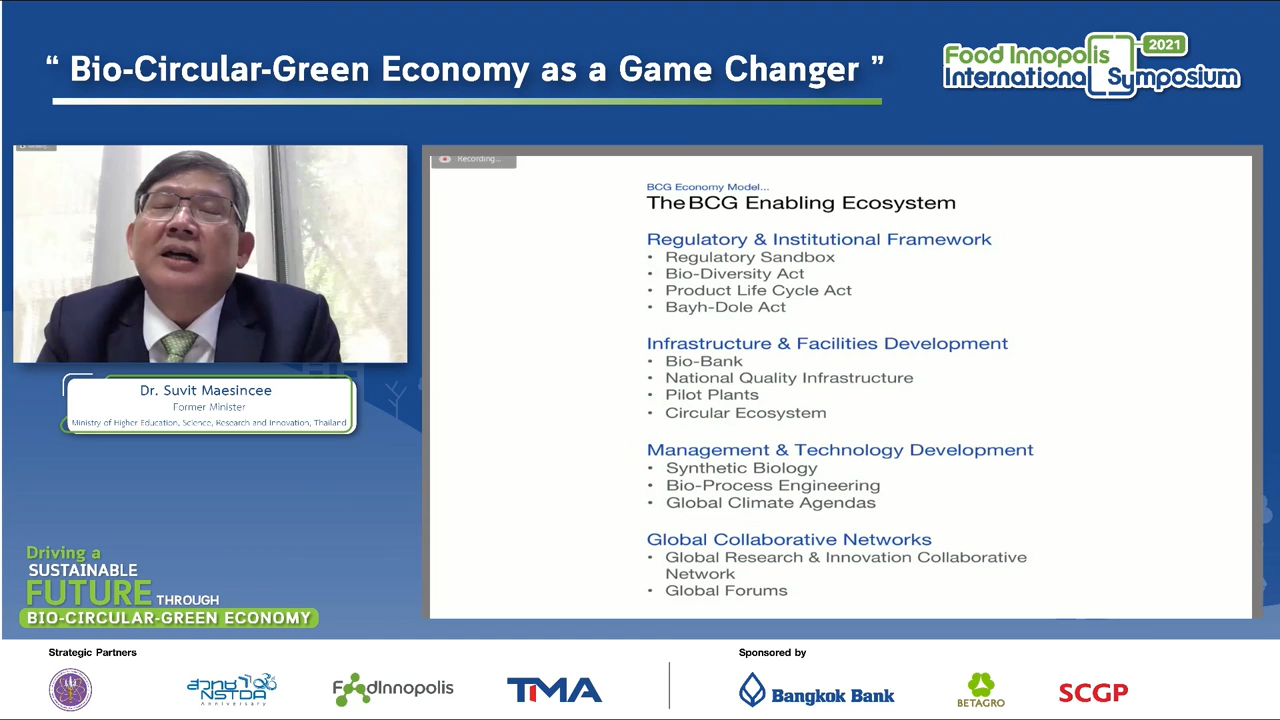 “ Bio-Circular-Green Economy as a Game Changer ”
2021
Food Innopolis
International Symposium
Recording...
BCG Economy Model...
The BCG Enabling Ecosystem
Regulatory & Institutional Framework
• Regulatory Sandbox
• Bio-Diversity Act
• Product Life Cycle Act
• Bayh-Dole Act
Infrastructure & Facilities Development
• Bio-Bank
• National Quality Infrastructure
• Pilot Plants
• Circular Ecosystem
Management & Technology Development
• Synthetic Biology
• Bio-Process Engineering
• Global Climate Agendas
Global Collaborative Networks
• Global Research & Innovation Collaborative
Network
• Global Forums
Dr. Suvit Maesincee
Former Minister
Ministry of Higher Education, Science, Research and Innovation, Thailand
Driving a
SUSTAINABLE
FUTURE THROUGH
BIO-CIRCULAR-GREEN ECONOMY
Strategic Partners
Sponsored by
สวทช
NSTDA
Anniversary
FoodInnopolis
TMA
Bangkok Bank
BETAGRO
SCGP